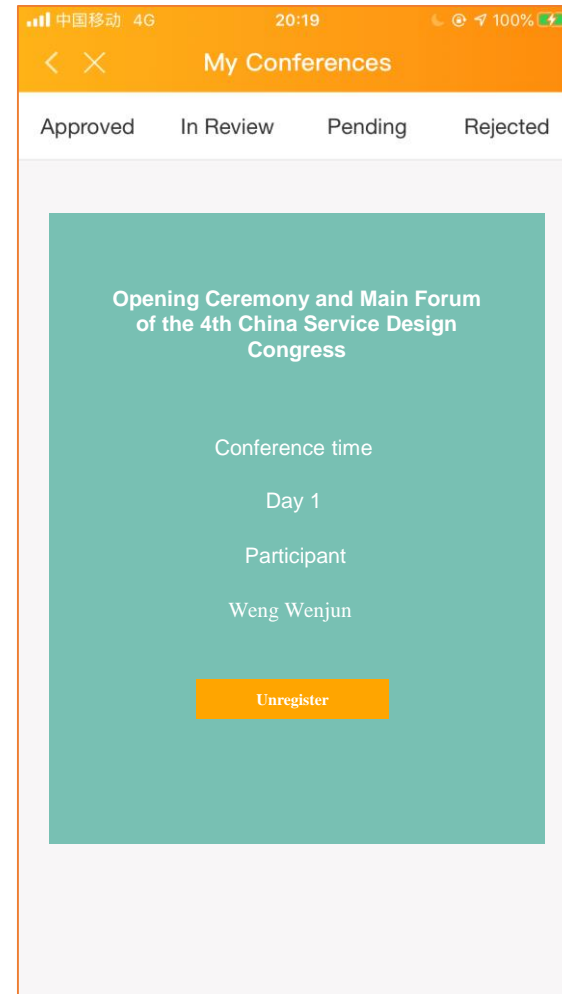 中国移动 4G 20:19 100%
My Conferences
Approved In Review Pending Rejected
Opening Ceremony and Main Forum
of the 4th China Service Design
Congress
Conference time
Day 1
Participant
Weng Wenjun
Unregister